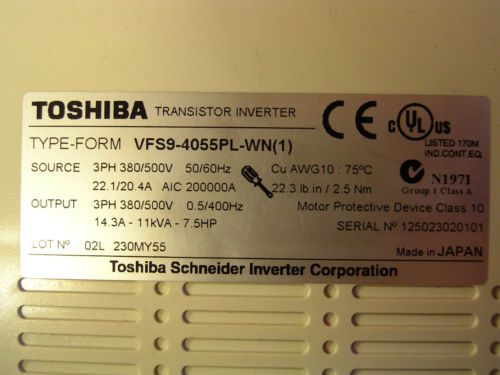 TOSHIBA TRANSISTOR INVERTER
CE
C UL US
LISTED 170M
IND.CONT.EQ.
TYPE-FORM VFS9-4055PL-WN(1)
SOURCE 3PH 380/500V 50/60Hz Cu AWG10 : 75ºC
22.1/20.4A AIC 200000A 22.3 lb.in / 2.5 Nm
N1971
Group 1 Class A
OUTPUT 3PH 380/500V 0.5/400Hz Motor Protective Device Class 10
14.3A - 11kVA - 7.5HP
SERIAL Nº 125023020101
LOT Nº 02L 230MY55
Made in JAPAN
Toshiba Schneider Inverter Corporation